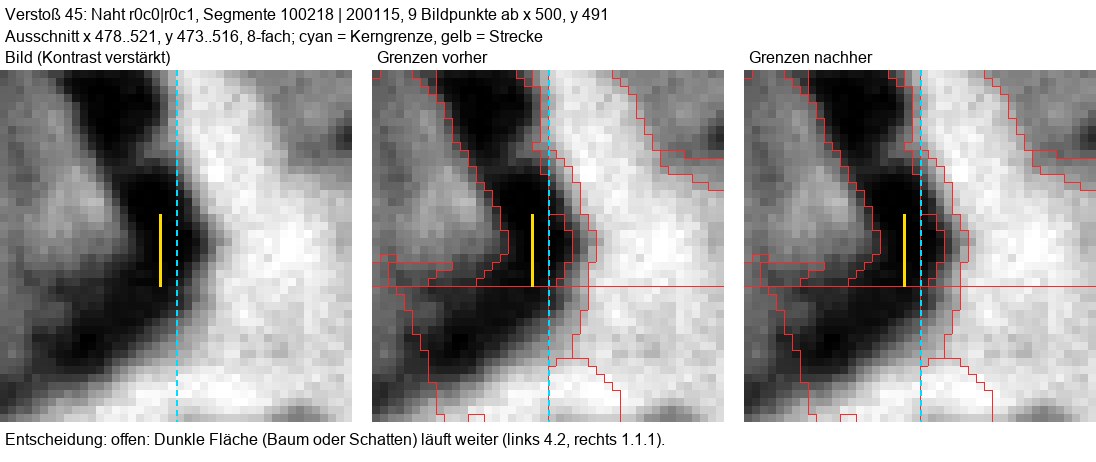 Verstoß 45: Naht r0c0|r0c1, Segmente 100218 | 200115, 9 Bildpunkte ab x 500, y 491
Ausschnitt x 478..521, y 473..516, 8-fach; cyan = Kerngrenze, gelb = Strecke
Bild (Kontrast verstärkt) Grenzen vorher Grenzen nachher
Entscheidung: offen: Dunkle Fläche (Baum oder Schatten) läuft weiter (links 4.2, rechts 1.1.1).